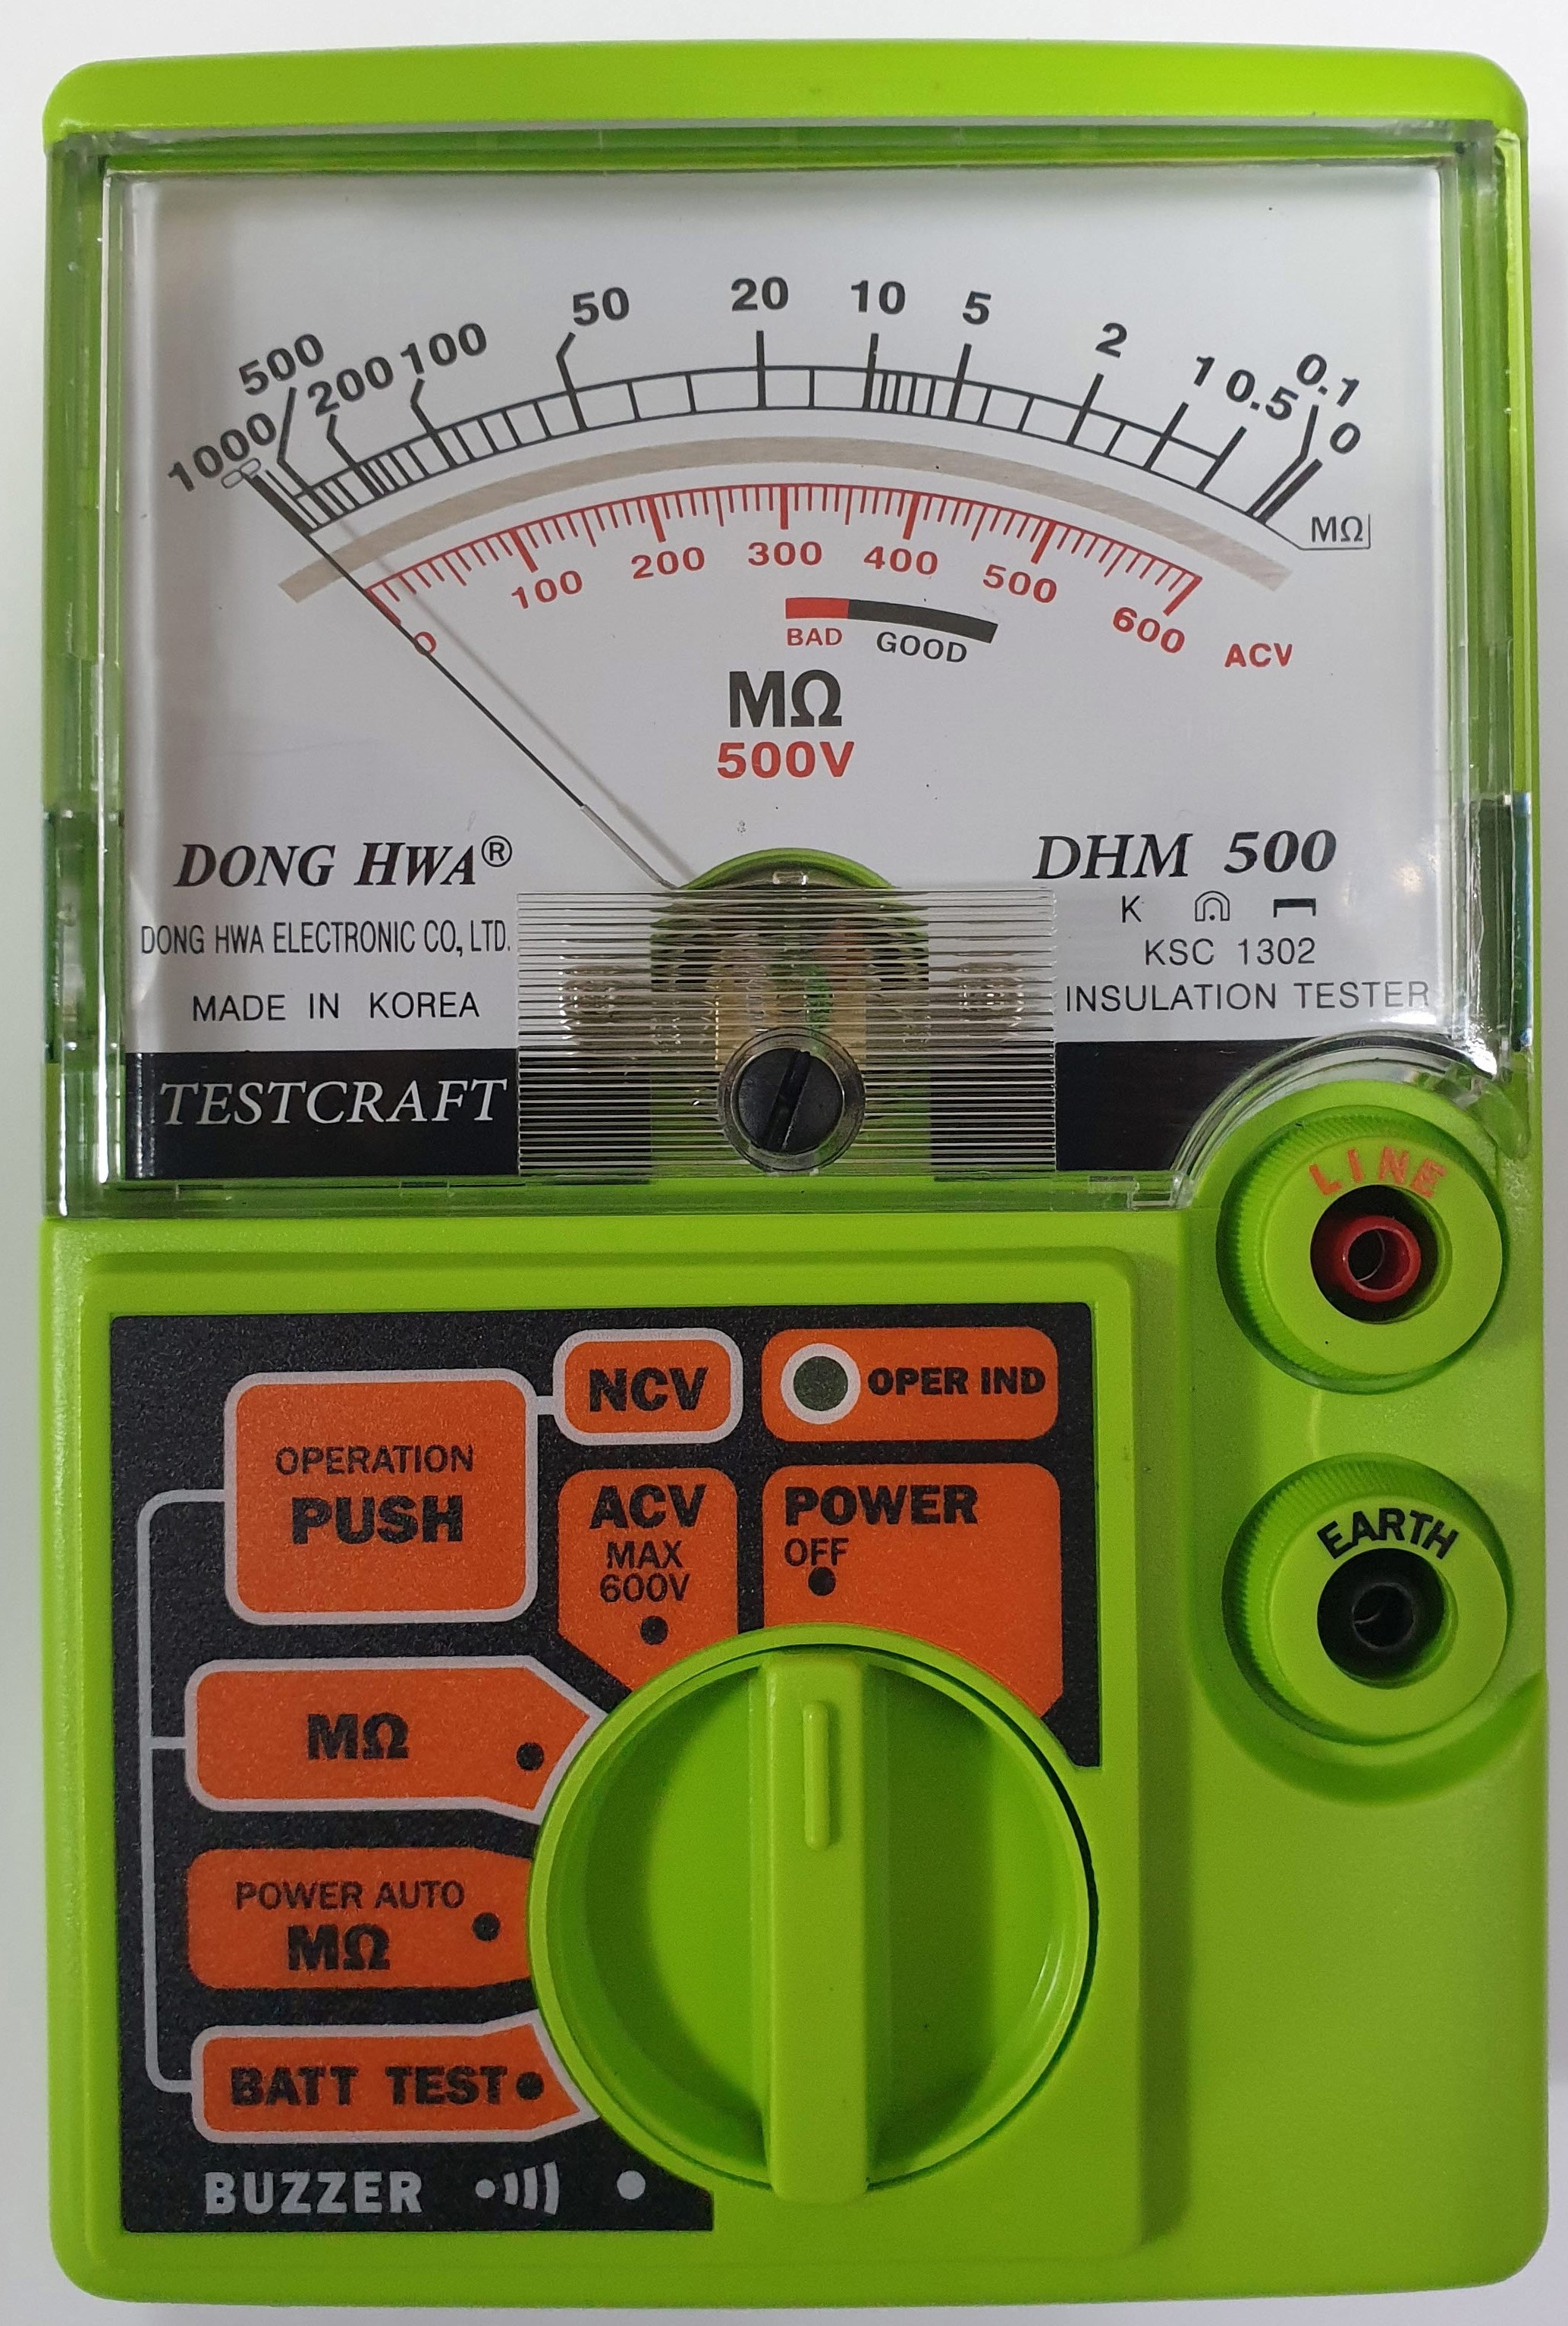 1000 500 200 100 50 20 10 5 2 1 0.5 0.1 0
MΩ
0 100 200 300 400 500 600 ACV
BAD GOOD
MΩ
500V
DONG HWA®
DONG HWA ELECTRONIC CO., LTD.
MADE IN KOREA
TESTCRAFT
DHM 500
K
KSC 1302
INSULATION TESTER
LINE
EARTH
NCV
OPER IND
OPERATION
PUSH
ACV
MAX
600V
POWER
OFF
MΩ
POWER AUTO
MΩ
BATT TEST
BUZZER